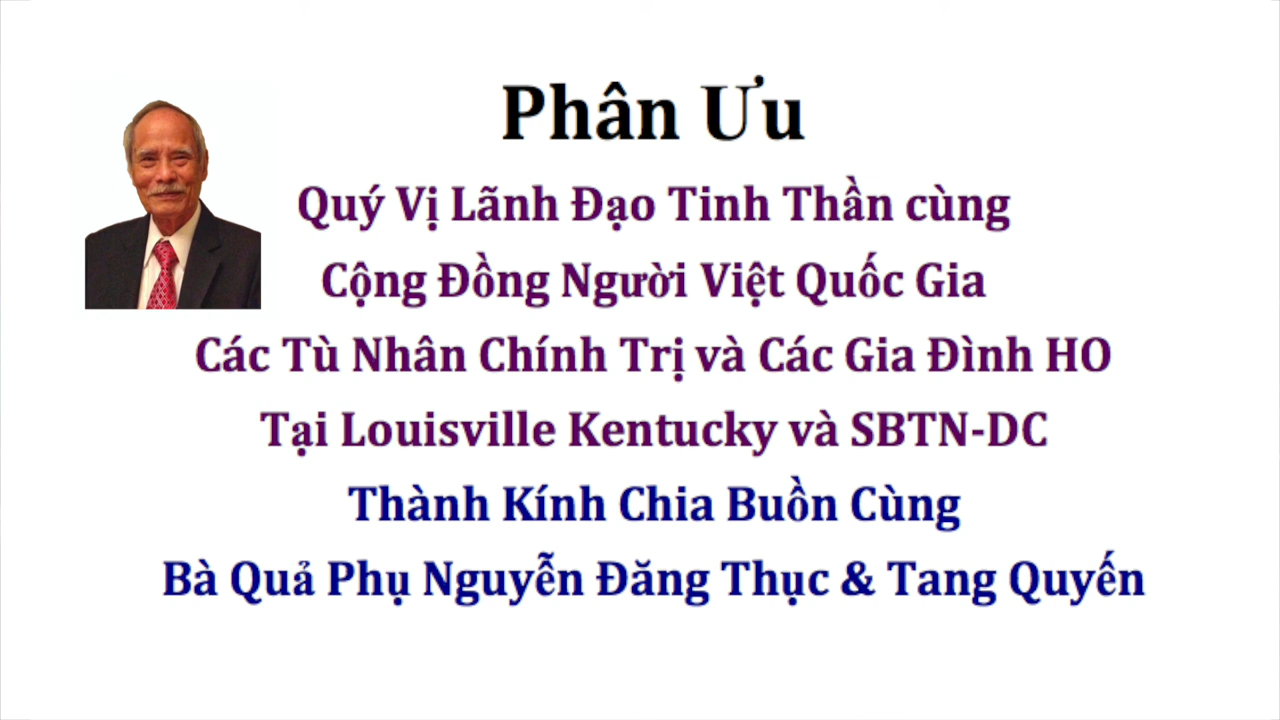 Phân Ưu
Quý Vị Lãnh Đạo Tinh Thần cùng
Cộng Đồng Người Việt Quốc Gia
Các Tù Nhân Chính Trị và Các Gia Đình HO
Tại Louisville Kentucky và SBTN-DC
Thành Kính Chia Buồn Cùng
Bà Quả Phụ Nguyễn Đăng Thục & Tang Quyến